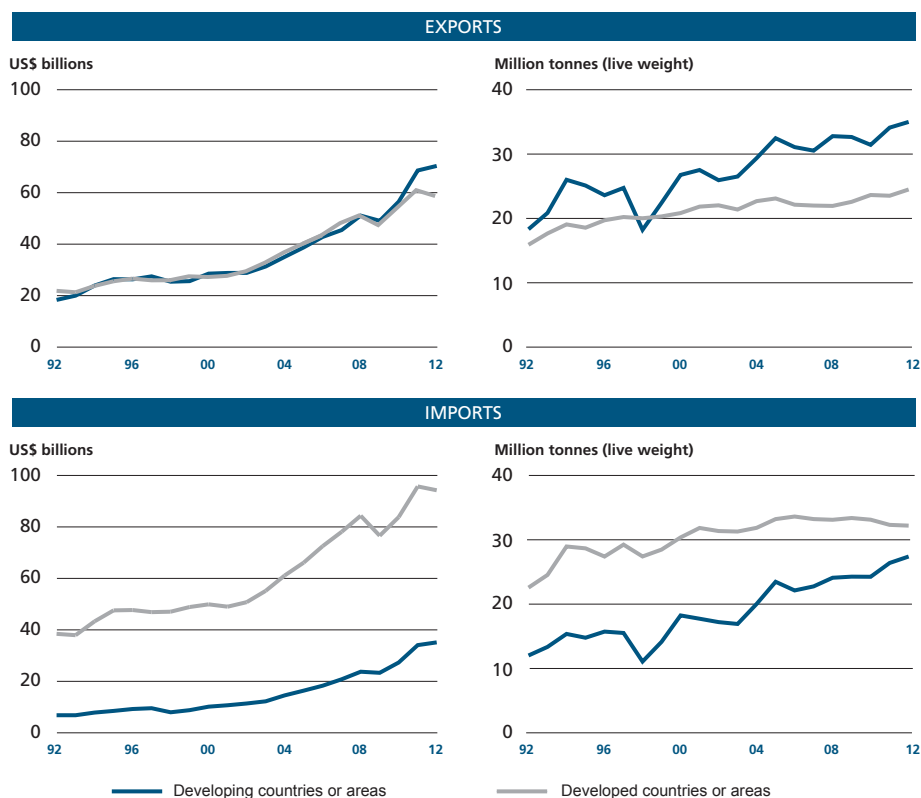 EXPORTS
US$ billions
100
80
60
40
20
0
92 96 00 04 08 12
Million tonnes (live weight)
40
30
20
10
0
92 96 00 04 08 12
IMPORTS
US$ billions
100
80
60
40
20
0
92 96 00 04 08 12
Million tonnes (live weight)
40
30
20
10
0
92 96 00 04 08 12
Developing countries or areas
Developed countries or areas